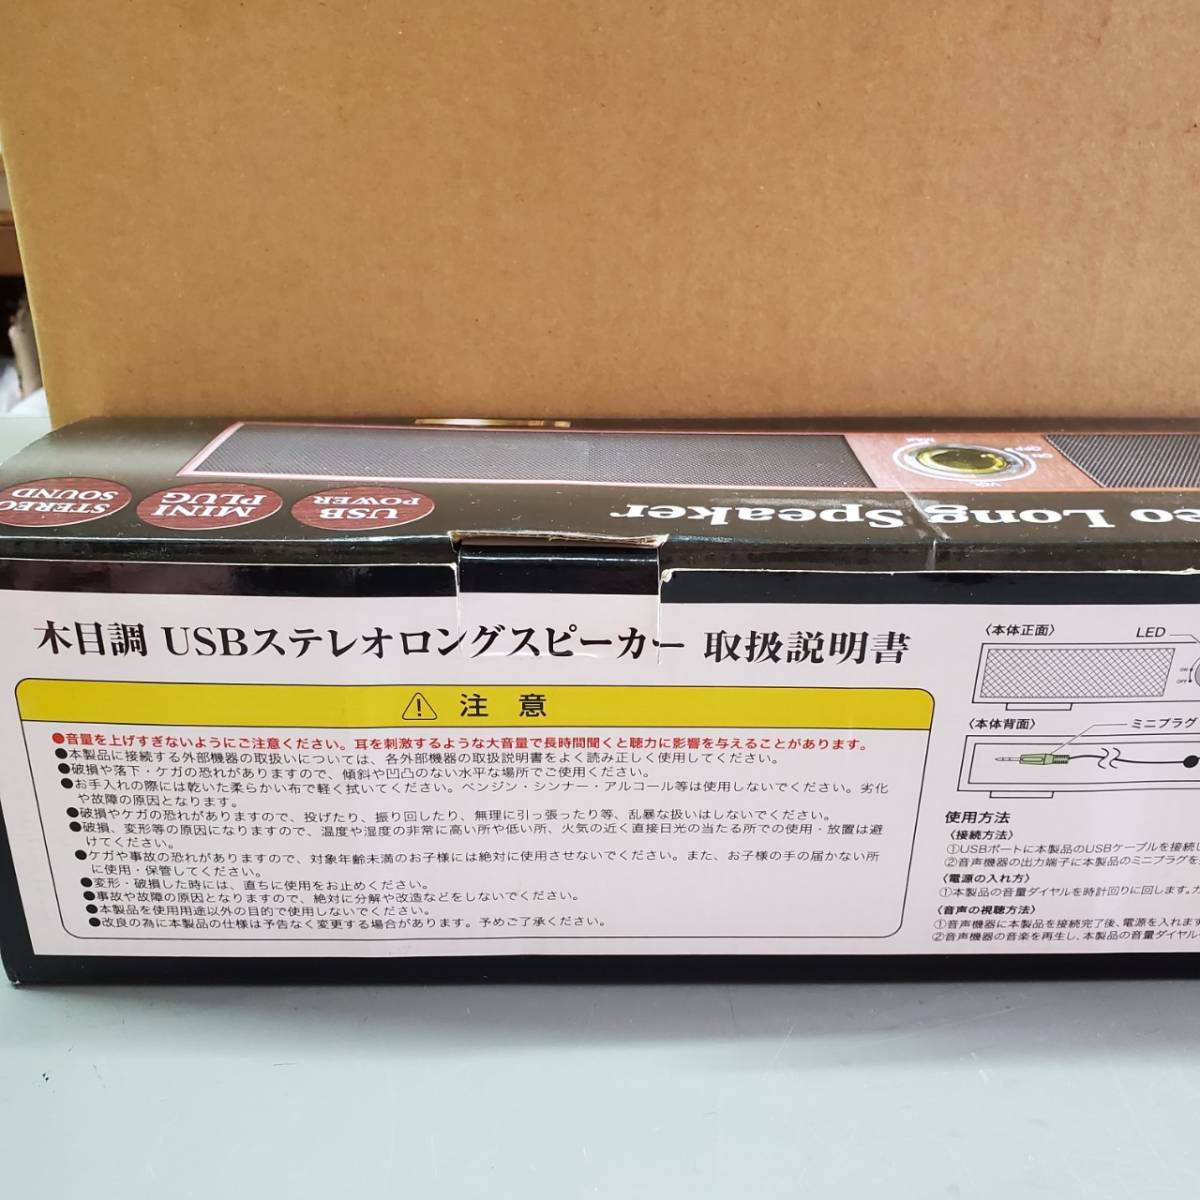 STEREO SOUND
MINI PLUG
USB POWER
eo Long Speaker
木目調 USBステレオロングスピーカー 取扱説明書
注意
●音量を上げすぎないようにご注意ください。耳を刺激するような大音量で長時間聞くと聴力に影響を与えることがあります。
●本製品に接続する外部機器の取扱いについては、各外部機器の取扱説明書をよく読み正しく使用してください。
●破損や落下・ケガの恐れがありますので、傾斜や凹凸のない水平な場所でご使用ください。
●お手入れの際には乾いた柔らかい布で軽く拭いてください。ベンジン・シンナー・アルコール等は使用しないでください。劣化
や故障の原因となります。
●破損やケガの恐れがありますので、投げたり、振り回したり、無理に引っ張ったり等、乱暴な扱いはしないでください。
●破損、変形等の原因になりますので、温度や湿度の非常に高い所や低い所、火気の近く直接日光の当たる所での使用・放置は避
けてください。
●ケガや事故の恐れがありますので、対象年齢未満のお子様には絶対に使用させないでください。また、お子様の手の届かない所
に使用・保管してください。
●変形・破損した時には、直ちに使用をお止めください。
●事故や故障の原因となりますので、絶対に分解や改造などをしないでください。
●本製品を使用用途以外の目的で使用しないでください。
●改良の為に本製品の仕様は予告なく変更する場合があります。予めご了承ください。
〈本体正面〉
LED
ON
OFF
〈本体背面〉
ミニプラグ
使用方法
〈接続方法〉
①USBポートに本製品のUSBケーブルを接続し
②音声機器の出力端子に本製品のミニプラグを
〈電源の入れ方〉
①本製品の音量ダイヤルを時計回りに回します。カ
〈音声の視聴方法〉
①音声機器に本製品を接続完了後、電源を入れます
②音声機器の音楽を再生し、本製品の音量ダイヤル